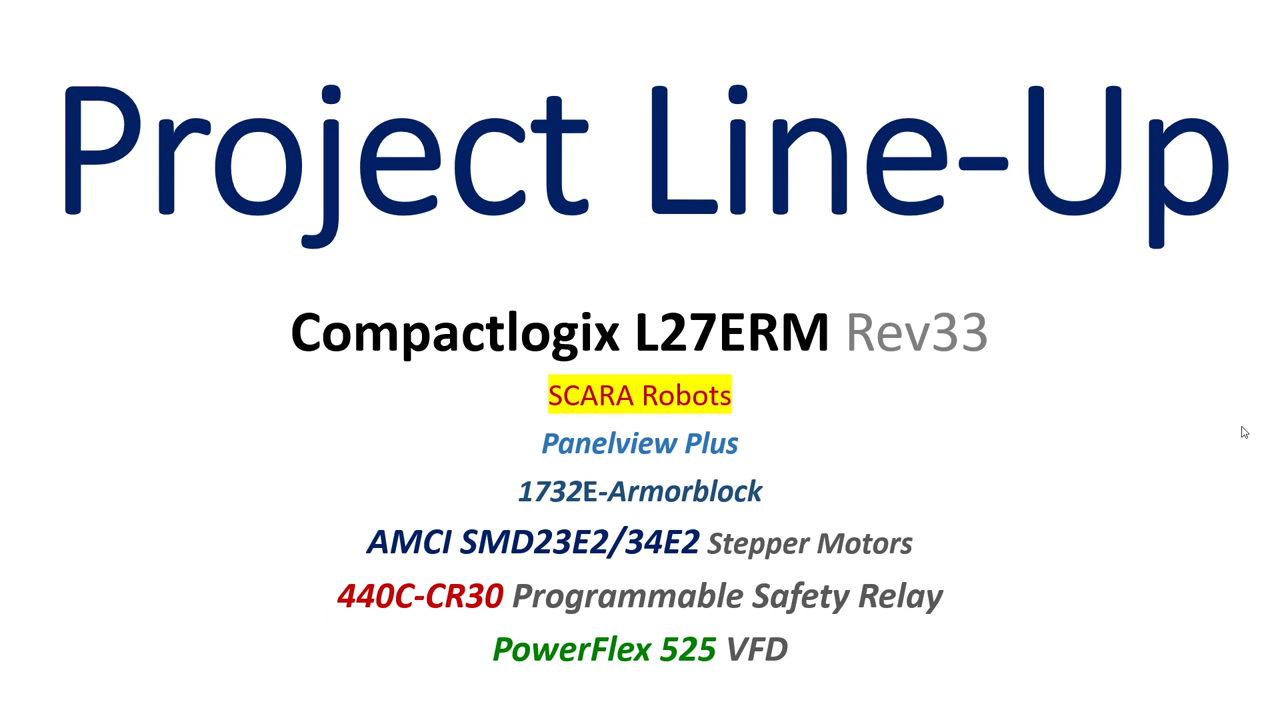 Project Line-Up
Compactlogix L27ERM Rev33
SCARA Robots
Panelview Plus
1732E-Armorblock
AMCI SMD23E2/34E2 Stepper Motors
440C-CR30 Programmable Safety Relay
PowerFlex 525 VFD